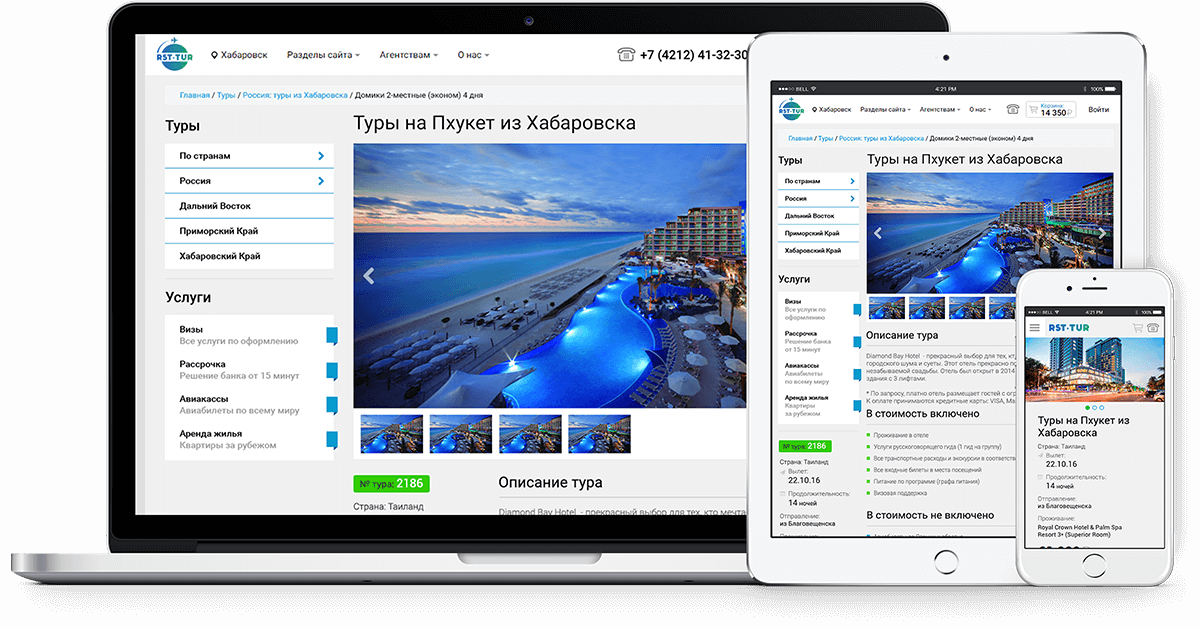 RST-TUR
Хабаровск
Разделы сайта
Агентствам
О нас
+7 (4212) 41-32-30
Главная / Туры / Россия: туры из Хабаровска / Домики 2-местные (эконом) 4 дня
Туры
По странам
Россия
Дальний Восток
Приморский Край
Хабаровский Край
Услуги
Визы
Все услуги по оформлению
Рассрочка
Решение банка от 15 минут
Авиакассы
Авиабилеты по всему миру
Аренда жилья
Квартиры за рубежом
Туры на Пхукет из Хабаровска
№ тура: 2186
Страна: Таиланд
Описание тура
Diamond Bay Hotel - прекрасный выбор для тех, кто мечта
BELL
4:21 PM
100%
RST-TUR
Хабаровск
Разделы сайта
Агентствам
О нас
Корзина:
14 350
Войти
Главная / Туры / Россия: туры из Хабаровска / Домики 2-местные (эконом) 4 дня
Туры
По странам
Россия
Дальний Восток
Приморский Край
Хабаровский Край
Услуги
Визы
Все услуги по
оформлению
Рассрочка
Решение банка
от 15 минут
Авиакассы
Авиабилеты
по всему миру
Аренда жилья
Квартиры
за рубежом
№ тура: 2186
Страна: Таиланд
Вылет:
22.10.16
Продолжительность:
14 ночей
Отправление:
из Благовещенска
Проживание:
Туры на Пхукет из Хабаровска
Описание тура
Diamond Bay Hotel - прекрасный выбор для тех, кт
городского шума и суеты. Этот отель прекрасно по
незабываемой свадьбы. Отель был открыт в 2014
здания с 3 лифтами.
* По запросу, платно отель размещает гостей с огр
К оплате принимаются кредитные карты: VISA, Ма
В стоимость включено
Проживание в отеле
Услуги русскоговорящего гида (1 гид на группу)
Все транспортные расходы и экскурсии в соответстви
Все входные билеты в места посещений
Питание по программе (графа питания)
Визовая поддержка
В стоимость не включено
BELL
4:21 PM
100%
RST-TUR
Туры на Пхукет из
Хабаровска
Страна: Таиланд
Вылет:
22.10.16
Продолжительность:
14 ночей
Отправление:
из Благовещенска
Проживание:
Royal Crown Hotel & Palm Spa
Resort 3* (Superior Room)